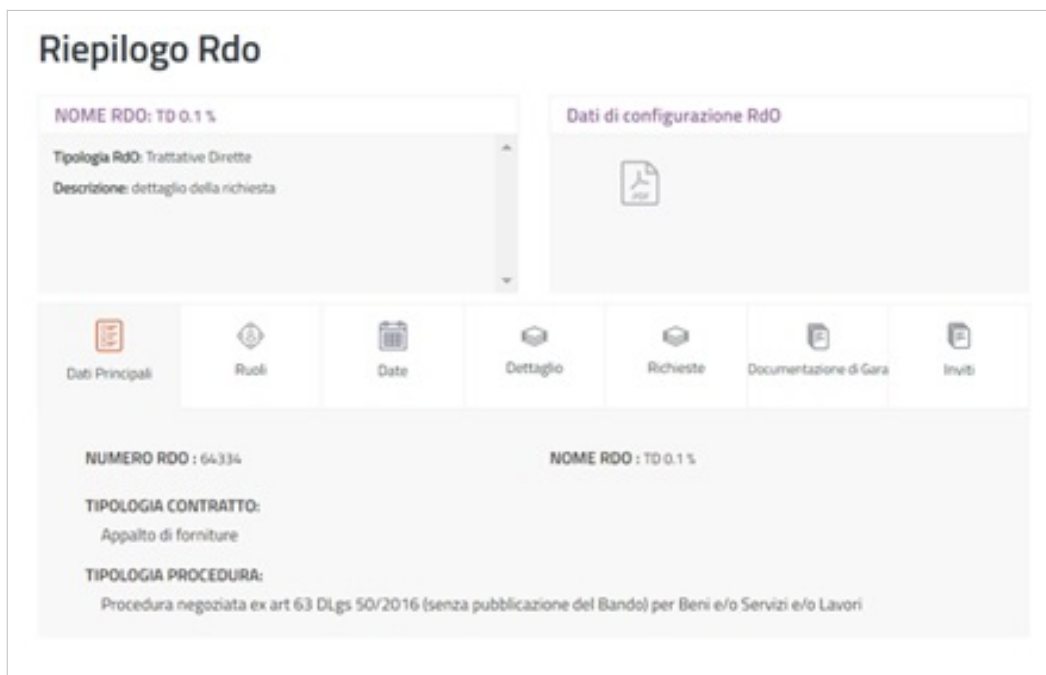 Riepilogo Rdo
NOME RDO: TD 0.1 %
Tipologia RdO: Trattative Dirette
Descrizione: dettaglio della richiesta
Dati di configurazione RdO
PDF
Dati Principali
Ruoli
Date
Dettaglio
Richieste
Documentazione di Gara
Inviti
NUMERO RDO : 64334
NOME RDO : TD 0.1 %
TIPOLOGIA CONTRATTO:
Appalto di forniture
TIPOLOGIA PROCEDURA:
Procedura negoziata ex art 63 DLgs 50/2016 (senza pubblicazione del Bando) per Beni e/o Servizi e/o Lavori